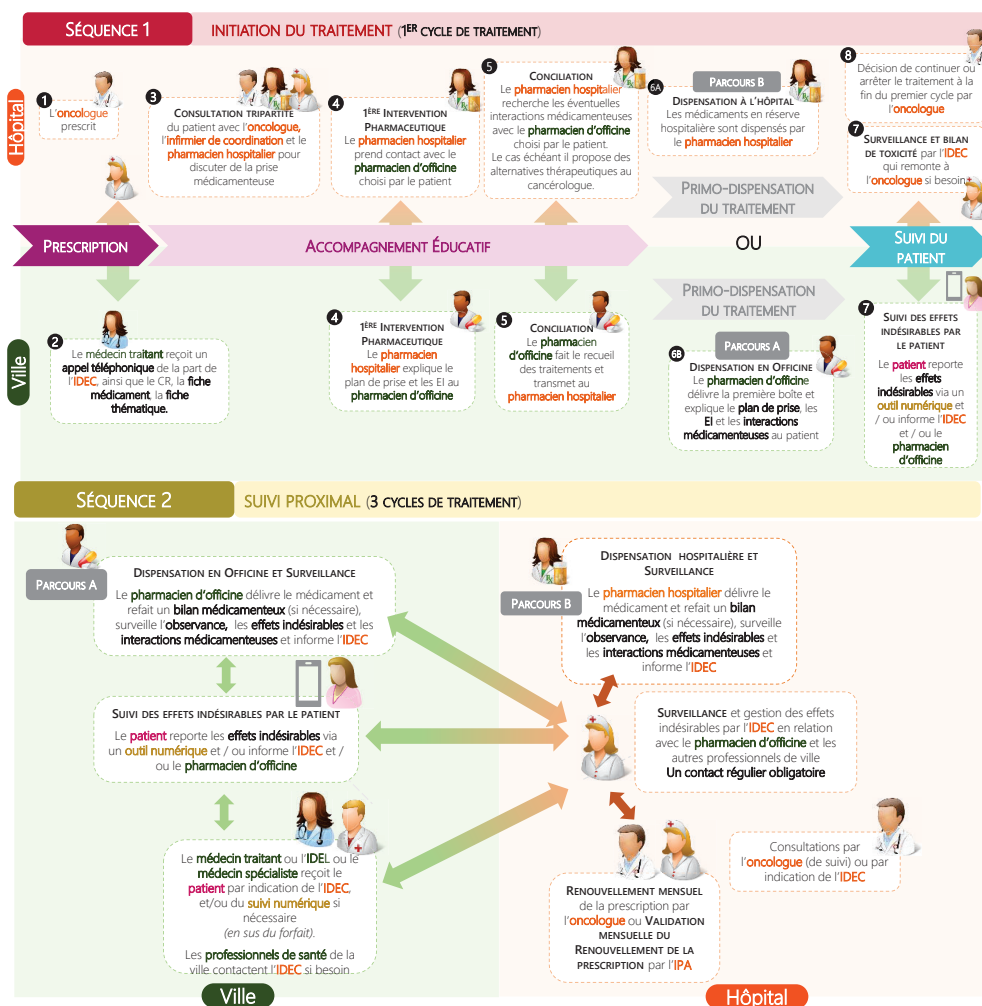 SÉQUENCE 1
INITIATION DU TRAITEMENT (1ER CYCLE DE TRAITEMENT)
Hôpital
1
L'oncologue
prescrit
3
CONSULTATION TRIPARTITE
du patient avec l'oncologue,
l'infirmier de coordination et le
pharmacien hospitalier pour
discuter de la prise
médicamenteuse
4
1ÈRE INTERVENTION
PHARMACEUTIQUE
Le pharmacien hospitalier
prend contact avec le
pharmacien d'officine
choisi par le patient
5
CONCILIATION
Le pharmacien hospitalier
recherche les éventuelles
interactions médicamenteuses
avec le pharmacien d'officine
choisi par le patient.
Le cas échéant il propose des
alternatives thérapeutiques au
cancérologue.
6A
PARCOURS B
DISPENSATION À L'HÔPITAL
Les médicaments en réserve
hospitalière sont dispensés par
le pharmacien hospitalier
8
Décision de continuer ou
arrêter le traitement à la
fin du premier cycle par
l'oncologue
7
SURVEILLANCE ET BILAN
DE TOXICITÉ par l'IDEC
qui remonte à
l'oncologue si besoin
PRIMO-DISPENSATION
DU TRAITEMENT
PRESCRIPTION
ACCOMPAGNEMENT ÉDUCATIF
OU
SUIVI DU
PATIENT
PRIMO-DISPENSATION
DU TRAITEMENT
Ville
2
Le médecin traitant reçoit un
appel téléphonique de la part de
l'IDEC, ainsi que le CR, la fiche
médicament, la fiche
thématique.
4
1ÈRE INTERVENTION
PHARMACEUTIQUE
Le pharmacien
hospitalier explique le
plan de prise et les EI au
pharmacien d'officine
5
CONCILIATION
Le pharmacien
d'officine fait le recueil
des traitements et
transmet au
pharmacien hospitalier
6B
PARCOURS A
DISPENSATION EN OFFICINE
Le pharmacien d'officine
délivre la première boîte et
explique le plan de prise, les
EI et les interactions
médicamenteuses au patient
7
SUIVI DES EFFETS
INDÉSIRABLES PAR
LE PATIENT
Le patient reporte
les effets
indésirables via un
outil numérique et
/ ou informe l'IDEC
et / ou le
pharmacien
d'officine
SÉQUENCE 2
SUIVI PROXIMAL (3 CYCLES DE TRAITEMENT)
PARCOURS A
DISPENSATION EN OFFICINE ET SURVEILLANCE
Le pharmacien d'officine délivre le médicament et
refait un bilan médicamenteux (si nécessaire),
surveille l'observance, les effets indésirables et les
interactions médicamenteuses et informe l'IDEC
SUIVI DES EFFETS INDÉSIRABLES PAR LE PATIENT
Le patient reporte les effets indésirables via
un outil numérique et / ou informe l'IDEC et /
ou le pharmacien d'officine
Le médecin traitant ou l'IDEL ou le
médecin spécialiste reçoit le
patient par indication de l'IDEC,
et/ou du suivi numérique si
nécessaire
(en sus du forfait).
Les professionnels de santé de la
ville contactent l'IDEC si besoin
Ville
PARCOURS B
DISPENSATION HOSPITALIÈRE ET
SURVEILLANCE
Le pharmacien hospitalier délivre le
médicament et refait un bilan
médicamenteux (si nécessaire), surveille
l'observance, les effets indésirables et
les interactions médicamenteuses et
informe l'IDEC
SURVEILLANCE et gestion des effets
indésirables par l'IDEC en relation
avec le pharmacien d'officine et les
autres professionnels de ville
Un contact régulier obligatoire
Consultations par
l'oncologue (de suivi) ou par
indication de l'IDEC
RENOUVELLEMENT MENSUEL
de la prescription par
l'oncologue ou VALIDATION
MENSUELLE DU
RENOUVELLEMENT DE LA
PRESCRIPTION par l'IPA
Hôpital